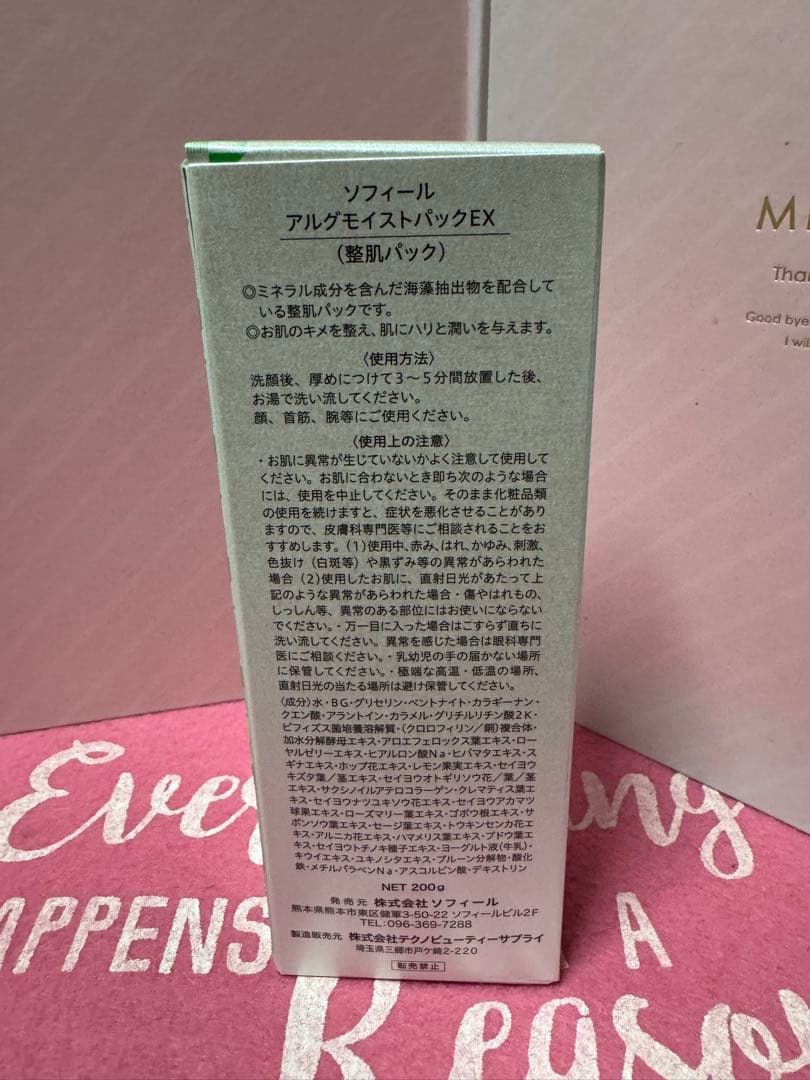 ソフィール
アルグモイストパックEX
(整肌パック)
◎ミネラル成分を含んだ海藻抽出物を配合して
いる整肌パックです。
◎お肌のキメを整え、肌にハリと潤いを与えます。
〈使用方法〉
洗顔後、厚めにつけて3〜5分間放置した後、
お湯で洗い流してください。
顔、首筋、腕等にご使用ください。
〈使用上の注意〉
・お肌に異常が生じていないかよく注意して使用して
ください。お肌に合わないとき即ち次のような場合
には、使用を中止してください。そのまま化粧品類
の使用を続けますと、症状を悪化させることがあり
ますので、皮膚科専門医等にご相談されることをお
すすめします。(1)使用中、赤み、はれ、かゆみ、刺激、
色抜け(白斑等)や黒ずみ等の異常があらわれた
場合(2)使用したお肌に、直射日光があたって上
記のような異常があらわれた場合・傷やはれもの、
しっしん等、異常のある部位にはお使いにならない
でください。・万一目に入った場合はこすらず直ちに
洗い流してください。異常を感じた場合は眼科専門
医にご相談ください。・乳幼児の手の届かない場所
に保管してください。・極端な高温・低温の場所、
直射日光の当たる場所は避け保管してください。
〈成分〉水・BG・グリセリン・ベントナイト・カラギーナン・
クエン酸・アラントイン・カラメル・グリチルリチン酸2K・
ビフィズス菌培養溶解質・(クロロフィリン/銅)複合体・
加水分解酵母エキス・アロエフェロックス葉エキス・ロー
ヤルゼリーエキス・ヒアルロン酸Na・ヒバマタエキス・ス
ギナエキス・ホップ花エキス・レモン果実エキス・セイヨウ
キズタ葉/茎エキス・セイヨウオトギリソウ花/葉/茎
エキス・サクシノイルアテロコラーゲン・クレマティス葉エ
キス・セイヨウナツユキソウ花エキス・セイヨウアカマツ
球果エキス・ローズマリー葉エキス・ゴボウ根エキス・サ
ボンソウ葉エキス・セージ葉エキス・トウキンセンカ花エ
キス・アルニカ花エキス・ハマメリス葉エキス・ブドウ葉エ
キス・セイヨウトチノキ種子エキス・ヨーグルト液(牛乳)・
キウイエキス・ユキノシタエキス・プルーン分解物・酸化
鉄・メチルパラベンNa・アスコルビン酸・デキストリン
NET 200g
発売元 株式会社ソフィール
熊本県熊本市東区健軍3-50-22 ソフィールビル2F
TEL:096-369-7288
製造販売元 株式会社テクノビューティーサプライ
埼玉県三郷市戸ケ崎2-220
転売禁止
Good bye
I wil
HAPPENS
A